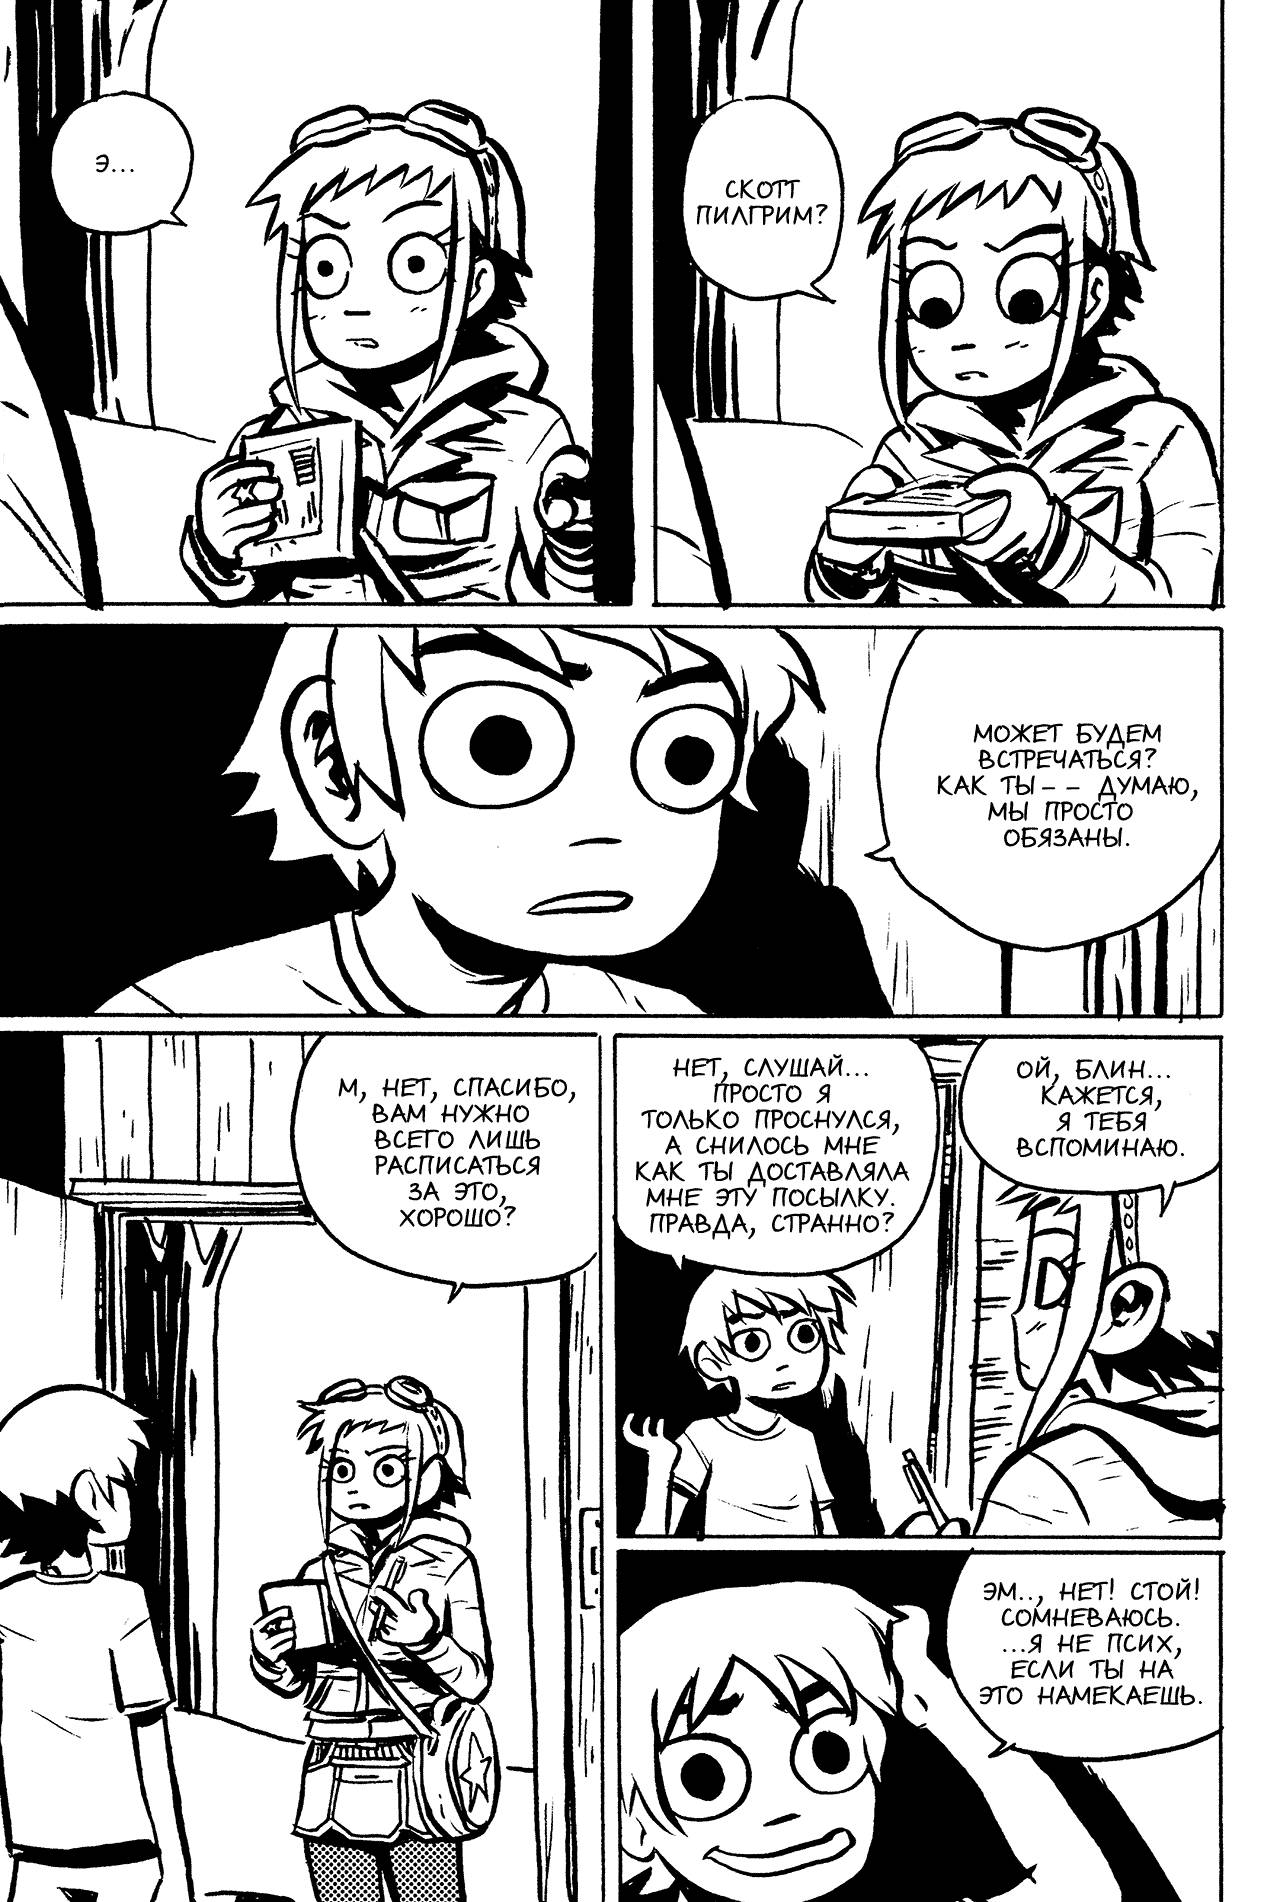 Э...
СКОТТ
ПИЛГРИМ?
МОЖЕТ БУДЕМ
ВСТРЕЧАТЬСЯ?
КАК ТЫ-- ДУМАЮ,
МЫ ПРОСТО
ОБЯЗАНЫ.
М, НЕТ, СПАСИБО,
ВАМ НУЖНО
ВСЕГО ЛИШЬ
РАСПИСАТЬСЯ
ЗА ЭТО,
ХОРОШО?
НЕТ, СЛУШАЙ...
ПРОСТО Я
ТОЛЬКО ПРОСНУЛСЯ,
А СНИЛОСЬ МНЕ
КАК ТЫ ДОСТАВЛЯЛА
МНЕ ЭТУ ПОСЫЛКУ.
ПРАВДА, СТРАННО?
ОЙ, БЛИН...
КАЖЕТСЯ,
Я ТЕБЯ
ВСПОМИНАЮ.
ЭМ.., НЕТ! СТОЙ!
СОМНЕВАЮСЬ.
...Я НЕ ПСИХ,
ЕСЛИ ТЫ НА
ЭТО НАМЕКАЕШЬ.